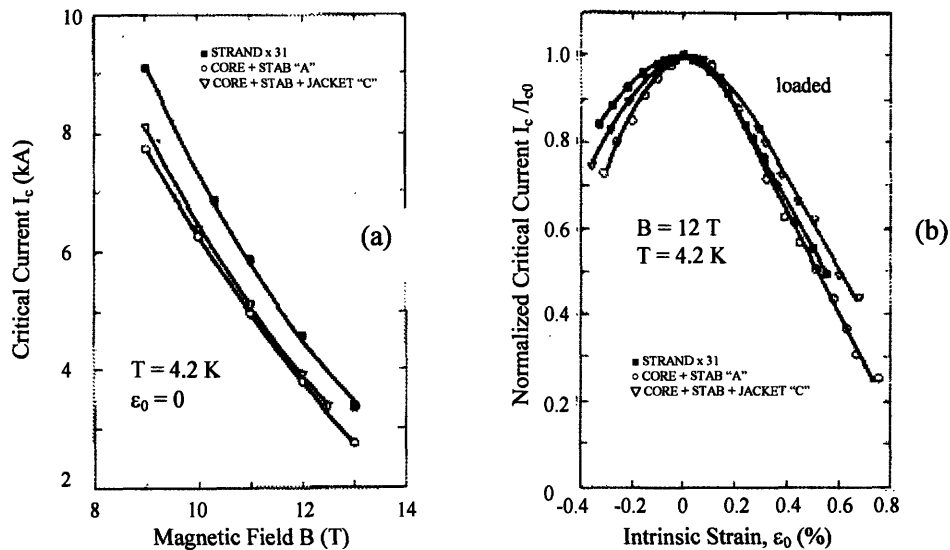 10
8
6
4
2
8
10
12
14
Critical Current I_c (kA)
Magnetic Field B (T)
■ STRAND x 31
○ CORE + STAB "A"
▽ CORE + STAB + JACKET "C"
T = 4.2 K
ε₀ = 0
(a)
1.0
0.8
0.6
0.4
0.2
0
-0.4
-0.2
0
0.2
0.4
0.6
0.8
Normalized Critical Current I_c /I_c0
Intrinsic Strain, ε₀ (%)
loaded
B = 12 T
T = 4.2 K
■ STRAND x 31
○ CORE + STAB "A"
▽ CORE + STAB + JACKET "C"
(b)